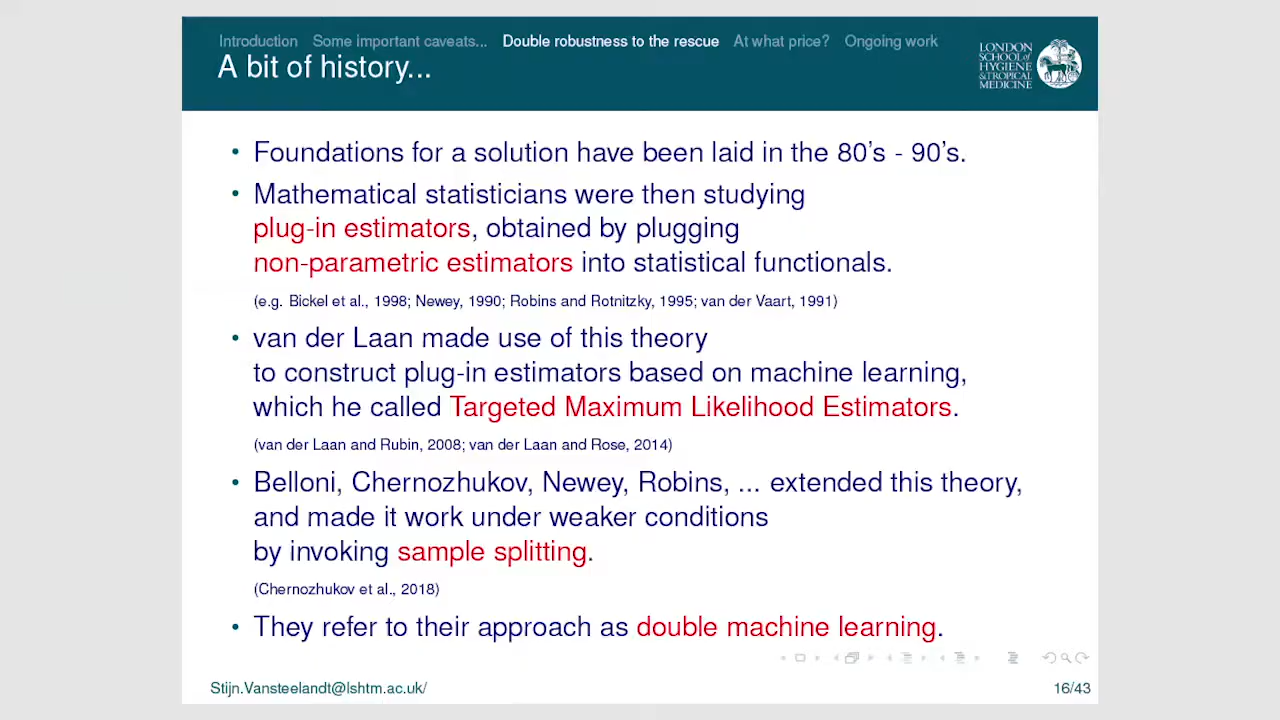 Introduction Some important caveats... Double robustness to the rescue At what price? Ongoing work
A bit of history...
LONDON
SCHOOL of
HYGIENE
& TROPICAL
MEDICINE
• Foundations for a solution have been laid in the 80's - 90's.
• Mathematical statisticians were then studying
plug-in estimators, obtained by plugging
non-parametric estimators into statistical functionals.
(e.g. Bickel et al., 1998; Newey, 1990; Robins and Rotnitzky, 1995; van der Vaart, 1991)
• van der Laan made use of this theory
to construct plug-in estimators based on machine learning,
which he called Targeted Maximum Likelihood Estimators.
(van der Laan and Rubin, 2008; van der Laan and Rose, 2014)
• Belloni, Chernozhukov, Newey, Robins, ... extended this theory,
and made it work under weaker conditions
by invoking sample splitting.
(Chernozhukov et al., 2018)
• They refer to their approach as double machine learning.
Stijn.Vansteelandt@lshtm.ac.uk/ 16/43